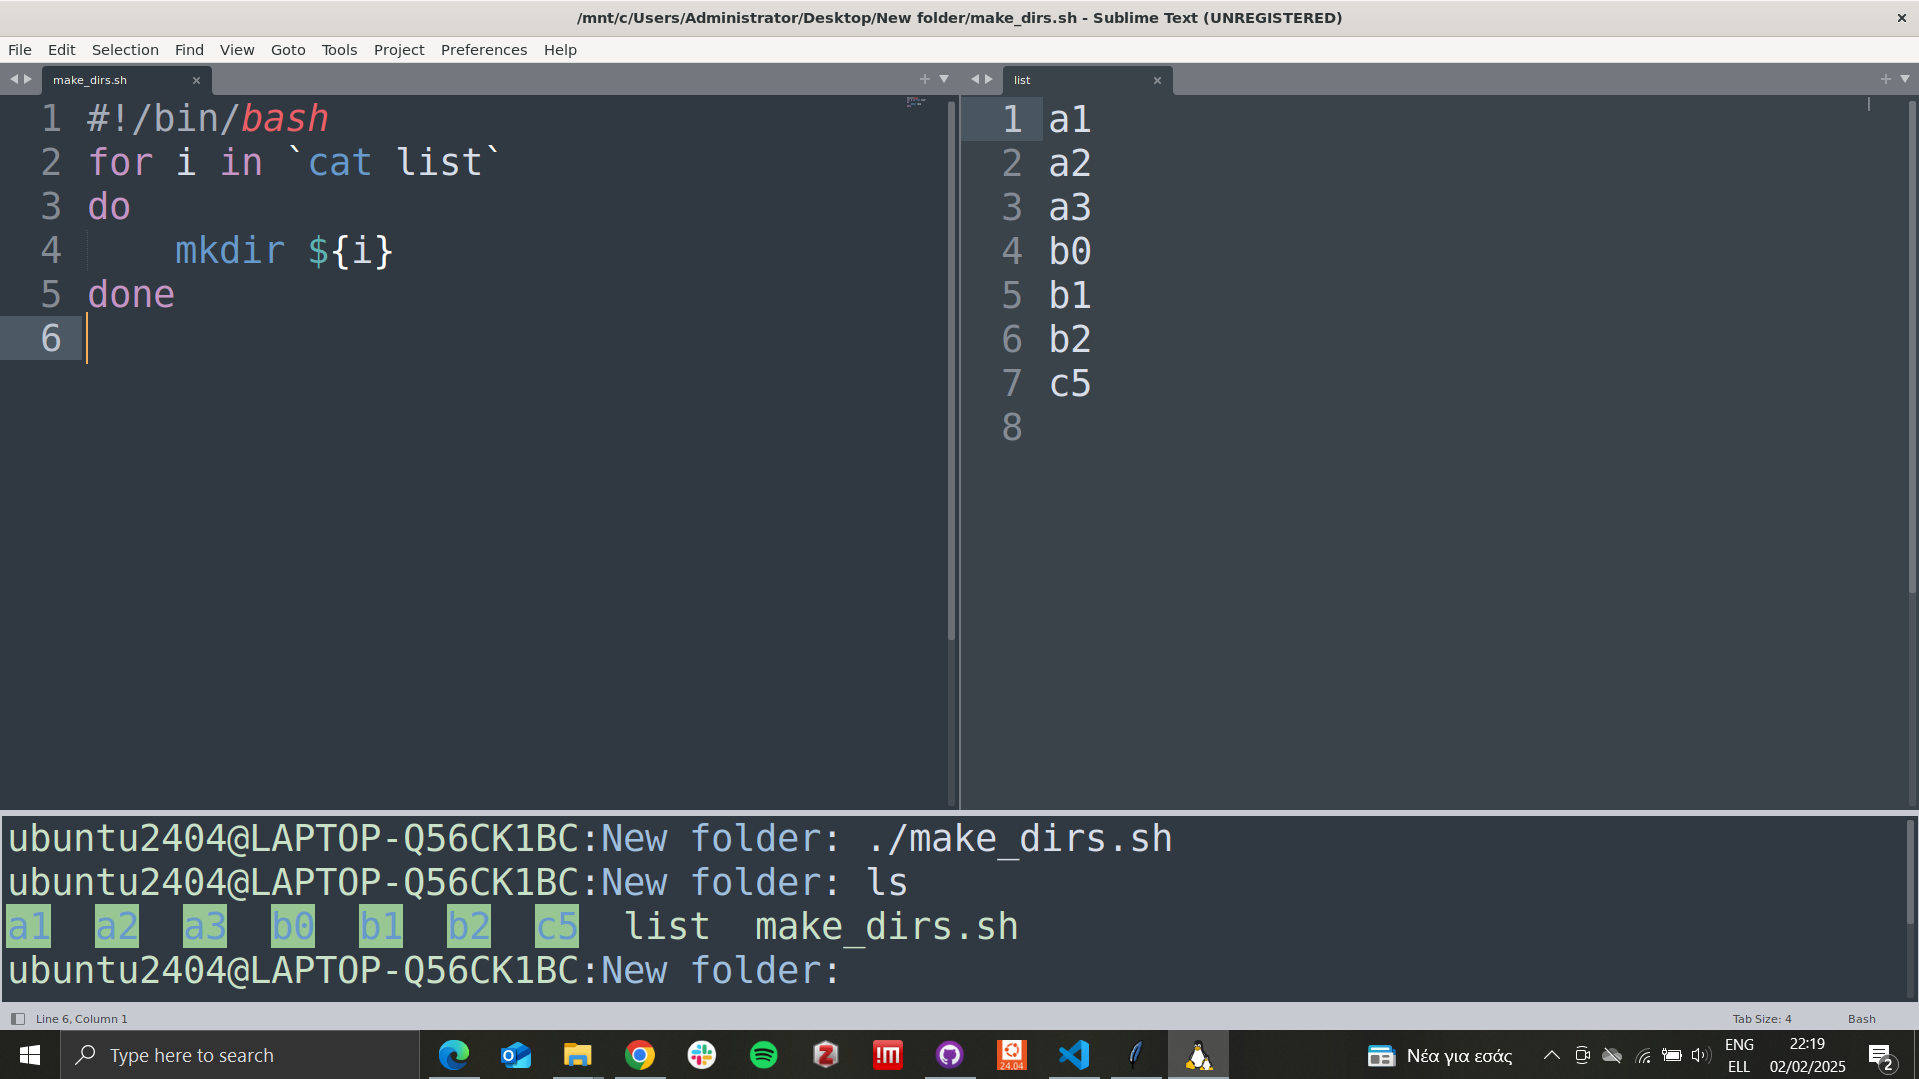 /mnt/c/Users/Administrator/Desktop/New folder/make_dirs.sh - Sublime Text (UNREGISTERED)
File Edit Selection Find View Goto Tools Project Preferences Help
make_dirs.sh
1 #!/bin/bash
2 for i in `cat list`
3 do
4 mkdir ${i}
5 done
6
list
1 a1
2 a2
3 a3
4 b0
5 b1
6 b2
7 c5
8
ubuntu2404@LAPTOP-Q56CK1BC:New folder: ./make_dirs.sh
ubuntu2404@LAPTOP-Q56CK1BC:New folder: ls
a1 a2 a3 b0 b1 b2 c5 list make_dirs.sh
ubuntu2404@LAPTOP-Q56CK1BC:New folder:
Line 6, Column 1 Tab Size: 4 Bash
Type here to search
Z
!M
24.04
Νέα για εσάς
ENG
ELL
22:19
02/02/2025
2